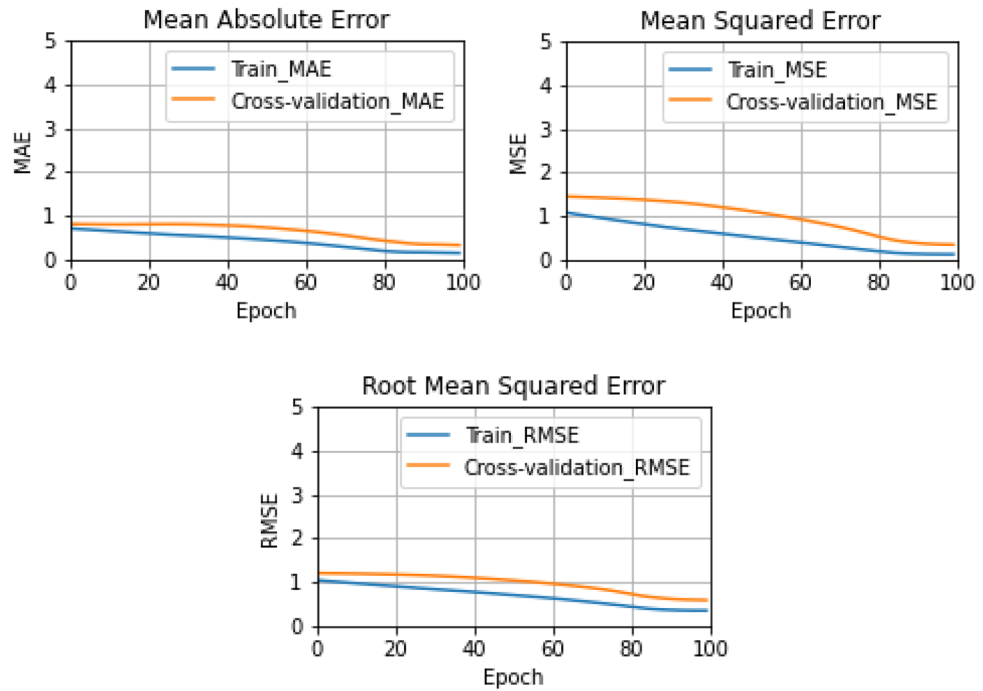 Mean Absolute Error
5
4
3
2
1
0
MAE
Train_MAE
Cross-validation_MAE
0 20 40 60 80 100
Epoch
Mean Squared Error
5
4
3
2
1
0
MSE
Train_MSE
Cross-validation_MSE
0 20 40 60 80 100
Epoch
Root Mean Squared Error
5
4
3
2
1
0
RMSE
Train_RMSE
Cross-validation_RMSE
0 20 40 60 80 100
Epoch